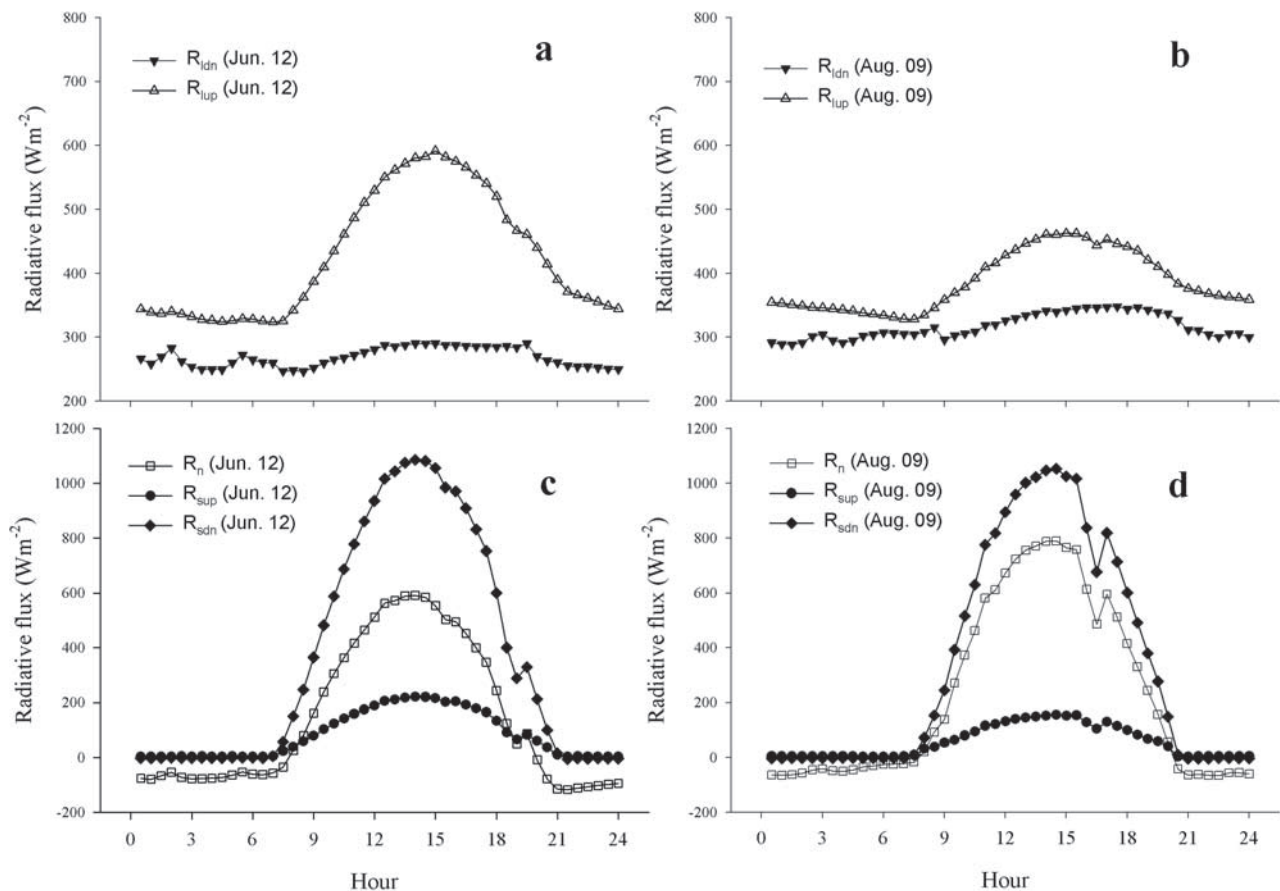 a
R_ldn (Jun. 12)
R_lup (Jun. 12)
Radiative flux (Wm⁻²)
800
700
600
500
400
300
200
b
R_ldn (Aug. 09)
R_lup (Aug. 09)
Radiative flux (Wm⁻²)
800
700
600
500
400
300
200
c
R_n (Jun. 12)
R_sup (Jun. 12)
R_sdn (Jun. 12)
Radiative flux (Wm⁻²)
1200
1000
800
600
400
200
0
-200
0 3 6 9 12 15 18 21 24
Hour
d
R_n (Aug. 09)
R_sup (Aug. 09)
R_sdn (Aug. 09)
Radiative flux (Wm⁻²)
1200
1000
800
600
400
200
0
-200
0 3 6 9 12 15 18 21 24
Hour